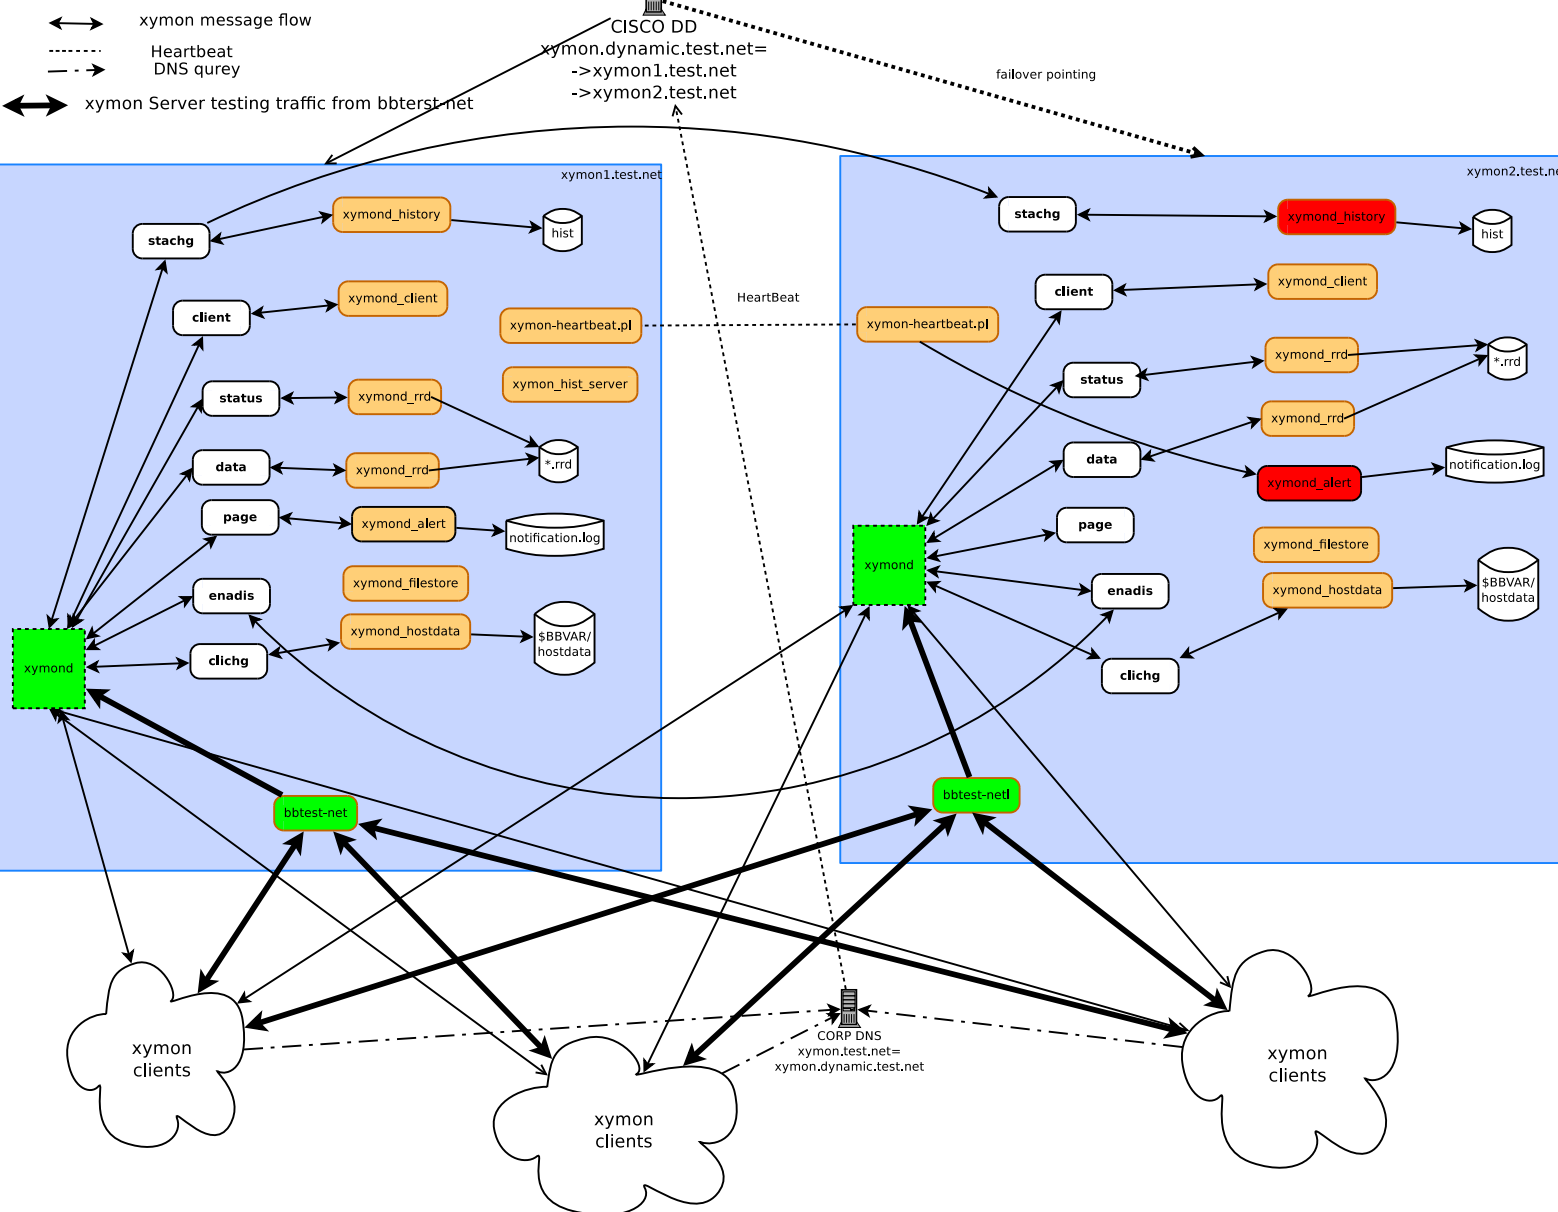 xymon message flow
Heartbeat
DNS qurey
xymon Server testing traffic from bbterst-net
CISCO DD
xymon.dynamic.test.net=
->xymon1.test.net
->xymon2.test.net
failover pointing
xymon1.test.net
stachg
xymond_history
hist
client
xymond_client
xymon-heartbeat.pl
xymon_hist_server
status
xymond_rrd
*.rrd
data
xymond_rrd
page
xymond_alert
notification.log
enadis
xymond_filestore
clichg
xymond_hostdata
$BBVAR/
hostdata
xymond
bbtest-net
HeartBeat
xymon2.test.ne
stachg
xymond_history
hist
client
xymond_client
xymon-heartbeat.pl
status
xymond_rrd
*.rrd
xymond_rrd
data
xymond_alert
notification.log
page
xymond_filestore
xymond
enadis
xymond_hostdata
$BBVAR/
hostdata
clichg
bbtest-netl
CORP DNS
xymon.test.net=
xymon.dynamic.test.net
xymon
clients
xymon
clients
xymon
clients